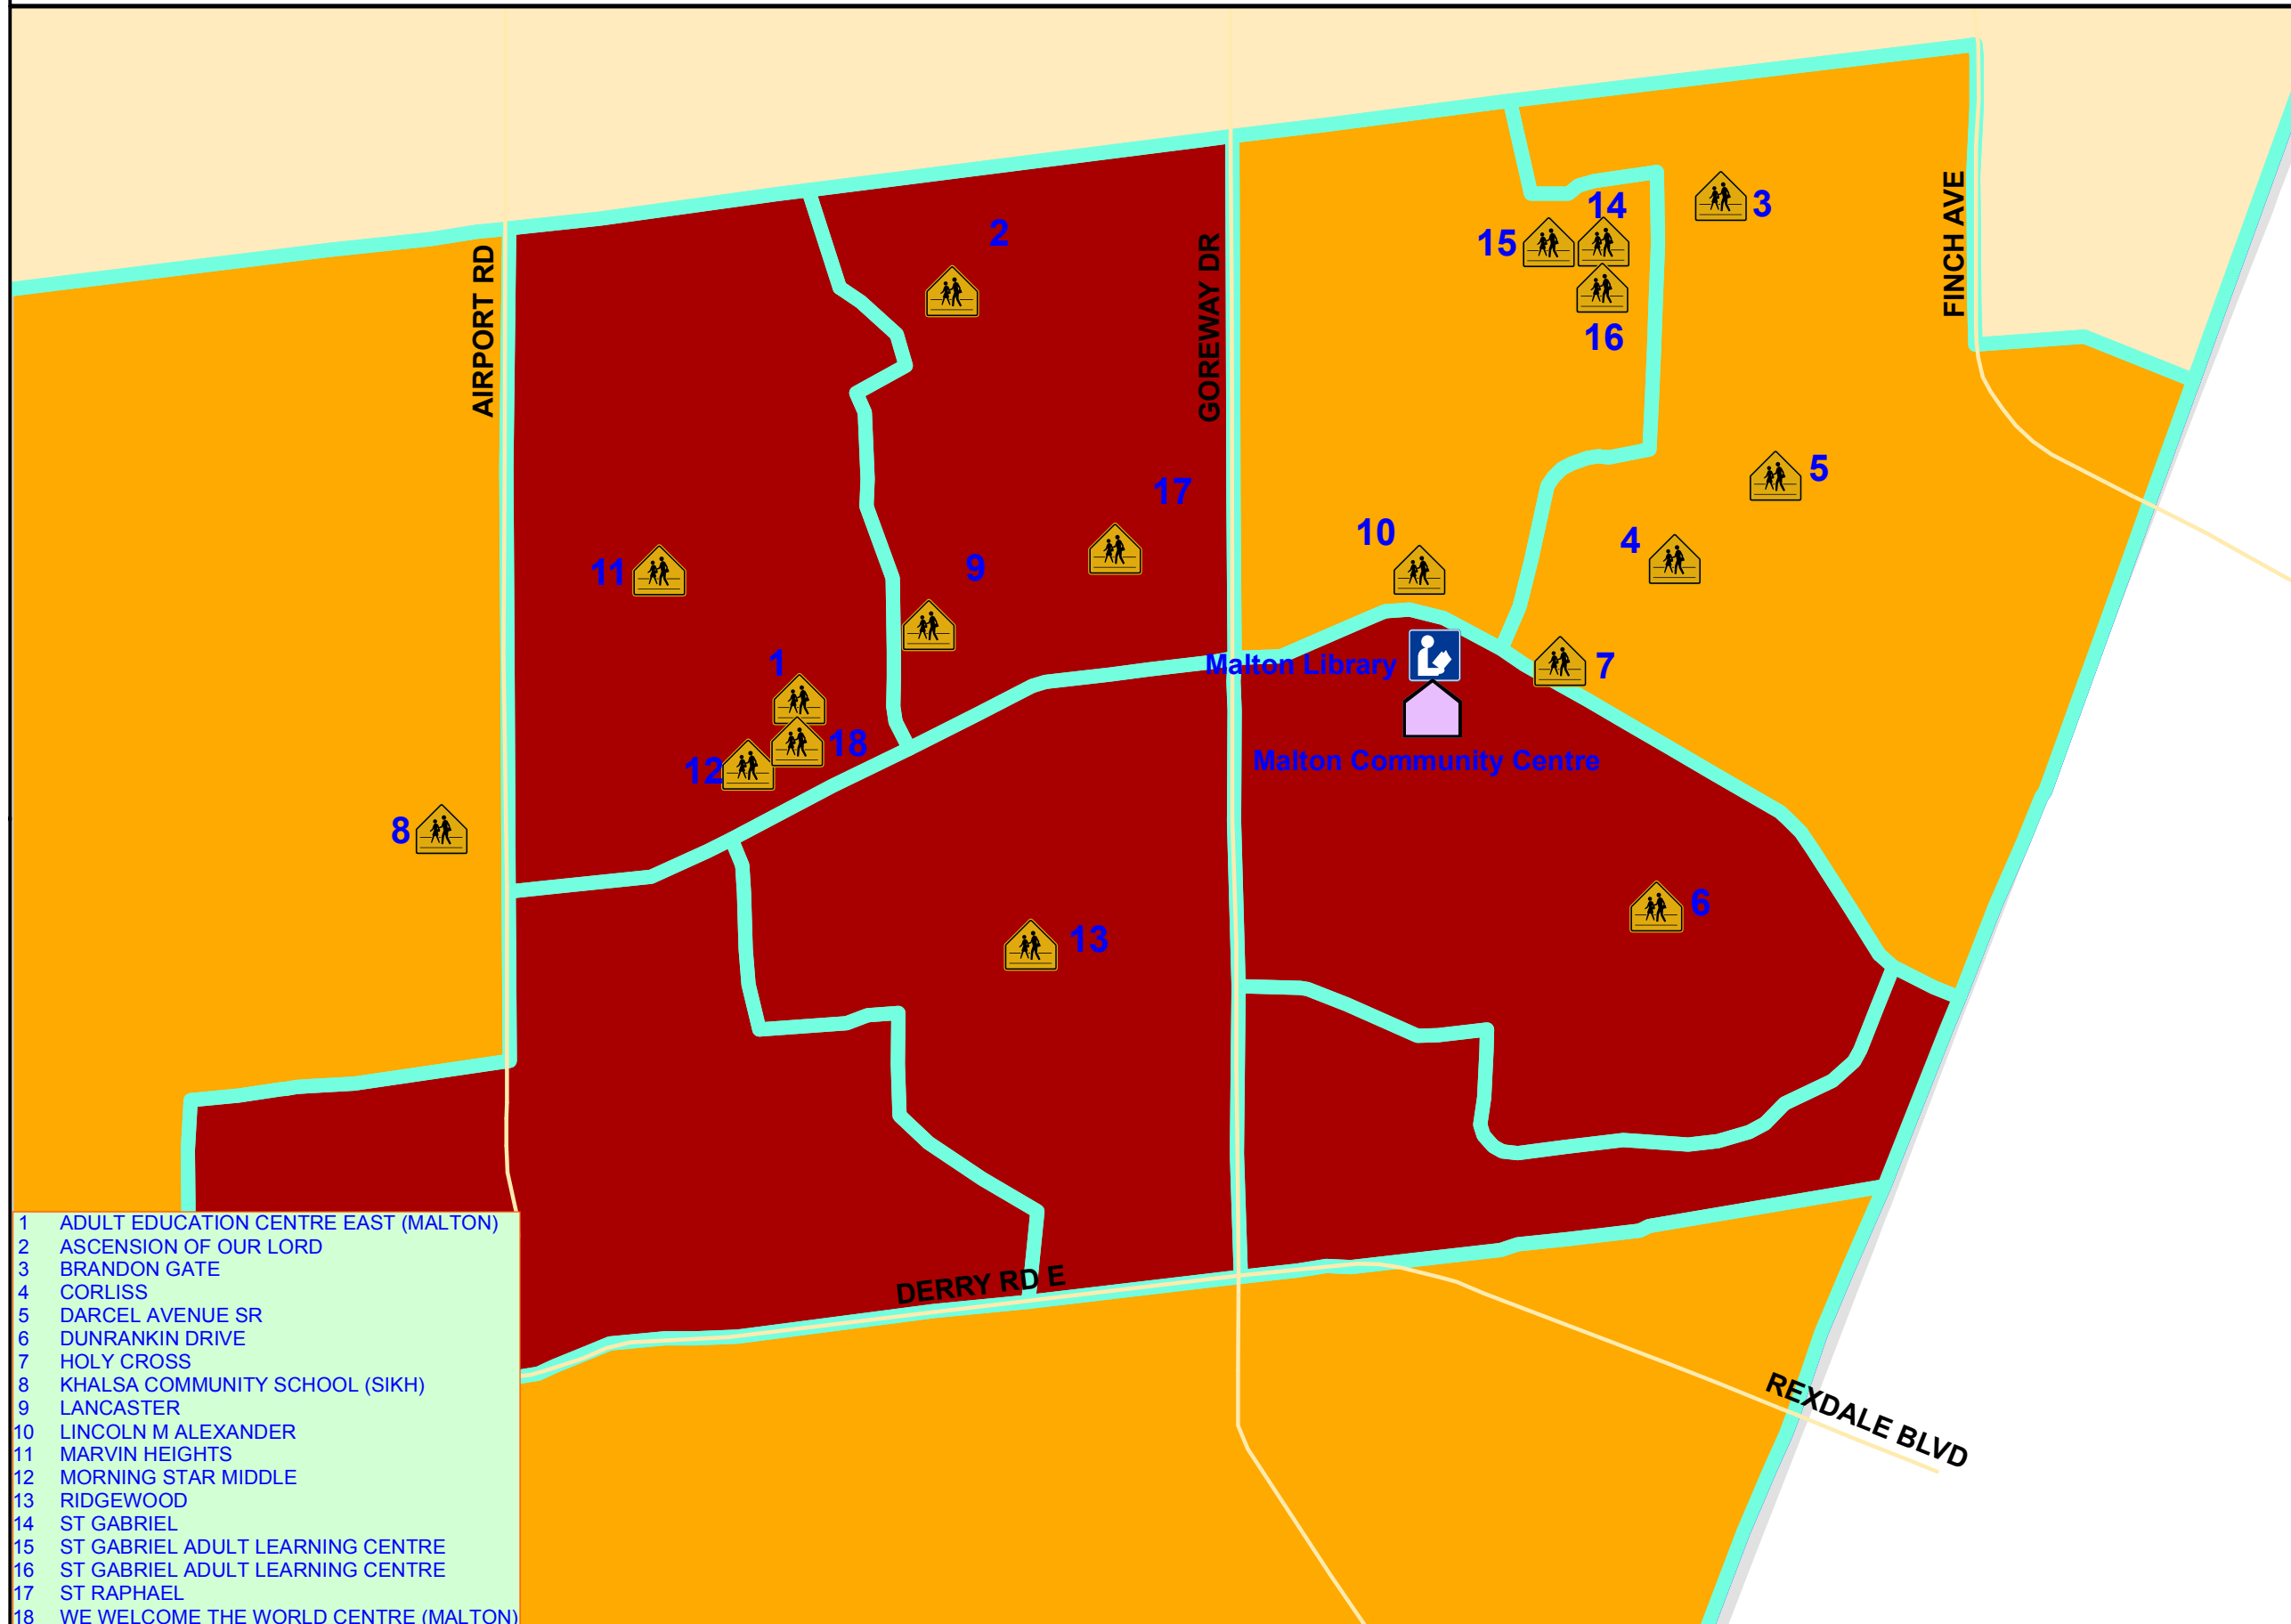 2
14
3
15
16
AIRPORT RD
GOREWAY DR
FINCH AVE
17
5
10
4
11
9
1
Malton Library
7
18
12
Malton Community Centre
8
6
13
DERRY RD E
REXDALE BLVD
1 ADULT EDUCATION CENTRE EAST (MALTON)
2 ASCENSION OF OUR LORD
3 BRANDON GATE
4 CORLISS
5 DARCEL AVENUE SR
6 DUNRANKIN DRIVE
7 HOLY CROSS
8 KHALSA COMMUNITY SCHOOL (SIKH)
9 LANCASTER
10 LINCOLN M ALEXANDER
11 MARVIN HEIGHTS
12 MORNING STAR MIDDLE
13 RIDGEWOOD
14 ST GABRIEL
15 ST GABRIEL ADULT LEARNING CENTRE
16 ST GABRIEL ADULT LEARNING CENTRE
17 ST RAPHAEL
18 WE WELCOME THE WORLD CENTRE (MALTON)